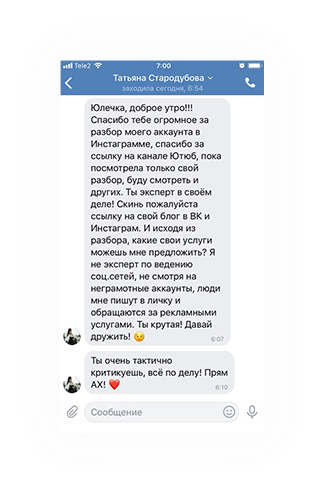 Tele2 7:00
Татьяна Стародубова
заходила сегодня, 6:54
Юлечка, доброе утро!!!
Спасибо тебе огромное за
разбор моего аккаунта в
Инстаграмме, спасибо за
ссылку на канале Ютюб, пока
посмотрела только свой
разбор, буду смотреть и
других. Ты эксперт в своём
деле! Скинь пожалуйста
ссылку на свой блог в ВК и
Инстаграм. И исходя из
разбора, какие свои услуги
можешь мне предложить? Я
не эксперт по ведению
соц.сетей, не смотря на
неграмотные аккаунты, люди
мне пишут в личку и
обращаются за рекламными
услугами. Ты крутая! Давай
дружить! 😉
6:07
Ты очень тактично
критикуешь, всё по делу! Прям
АХ! ❤️
6:10
Сообщение